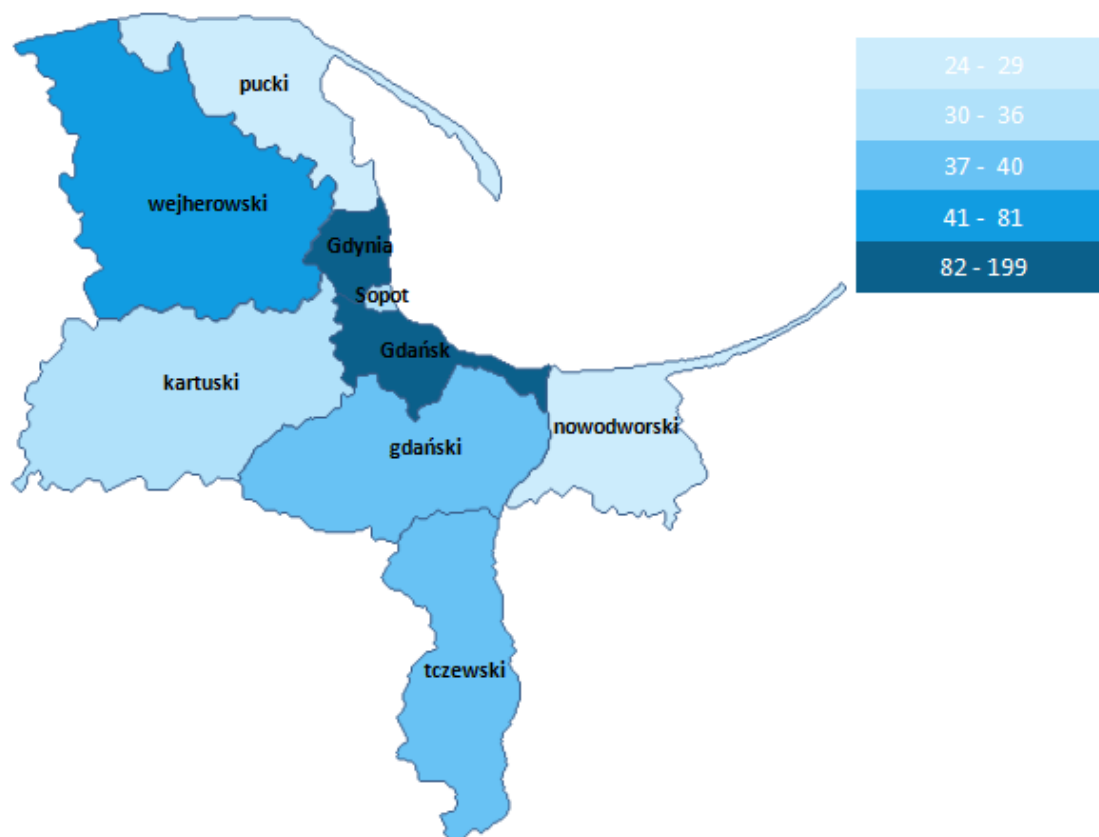 pucki
wejherowski
Gdynia
Sopot
Gdańsk
kartuski
nowodworski
gdański
tczewski
24 - 29
30 - 36
37 - 40
41 - 81
82 - 199